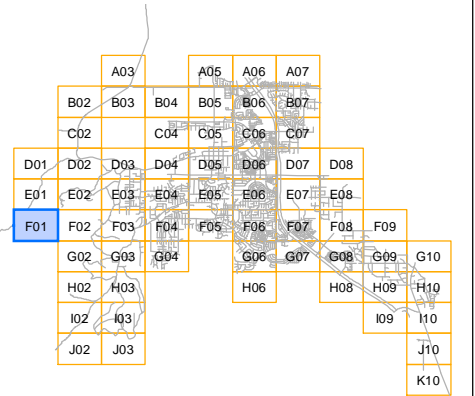 A03 A05 A06 A07
B02 B03 B04 B05 B06 B07
C02 C04 C05 C06 C07
D01 D02 D03 D04 D05 D06 D07 D08
E01 E02 E03 E04 E05 E06 E07 E08
F01 F02 F03 F04 F05 F06 F07 F08 F09
G02 G03 G04 G06 G07 G08 G09 G10
H02 H03 H06 H08 H09 H10
I02 I03 I09 I10
J02 J03 J10
K10